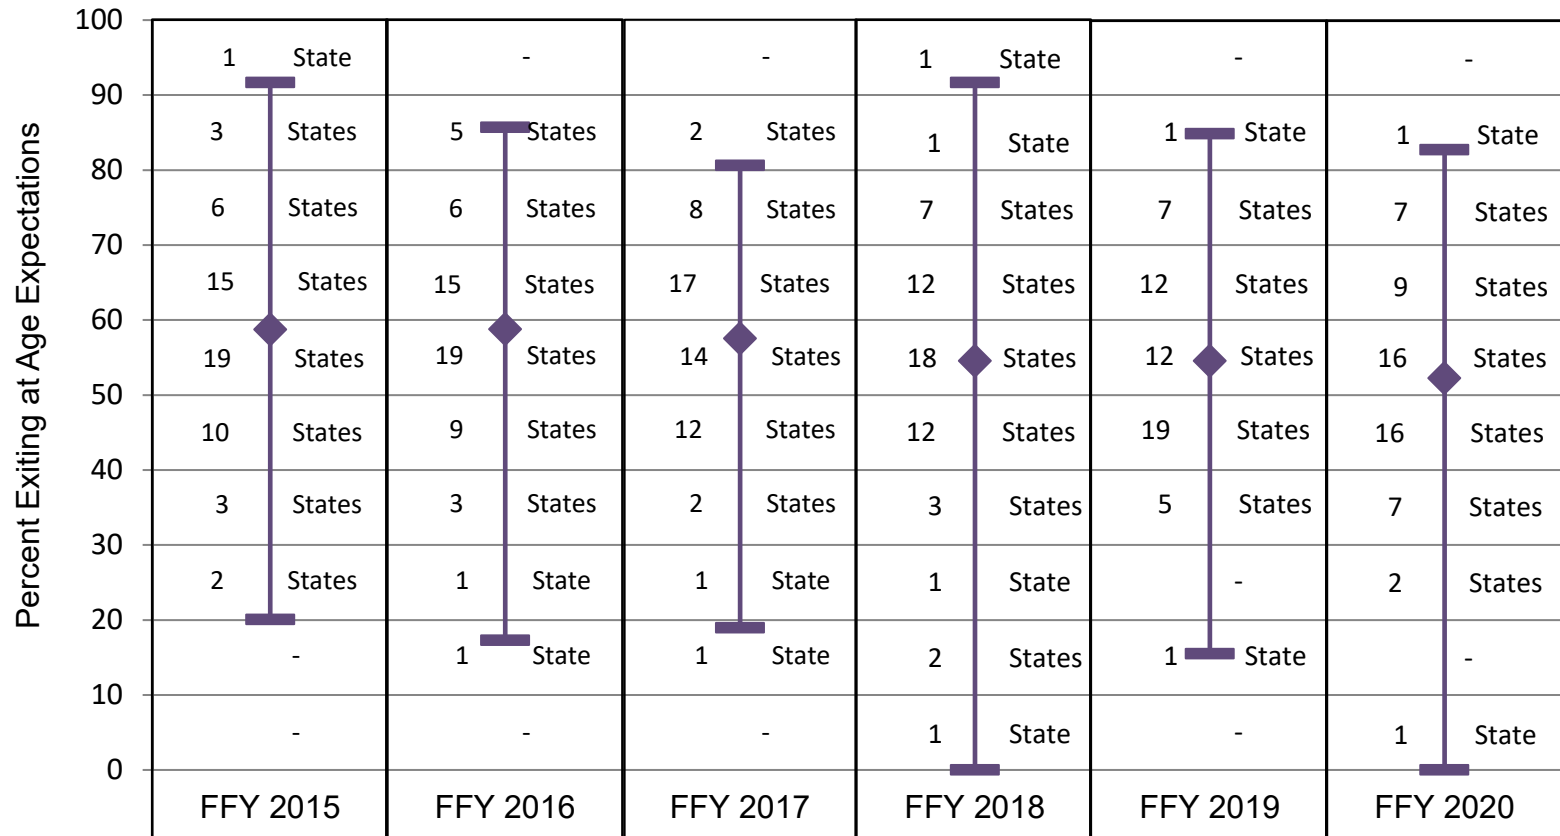 Percent Exiting at Age Expectations
100
1 State - - 1 State - -
90
3 States 5 States 2 States 1 State 1 State 1 State
80
6 States 6 States 8 States 7 States 7 States 7 States
70
15 States 15 States 17 States 12 States 12 States 9 States
60
19 States 19 States 14 States 18 States 12 States 16 States
50
10 States 9 States 12 States 12 States 19 States 16 States
40
3 States 3 States 2 States 3 States 5 States 7 States
30
2 States 1 State 1 State 1 State - 2 States
20
- 1 State 1 State 2 States 1 State -
10
- - - 1 State - 1 State
0
FFY 2015 FFY 2016 FFY 2017 FFY 2018 FFY 2019 FFY 2020